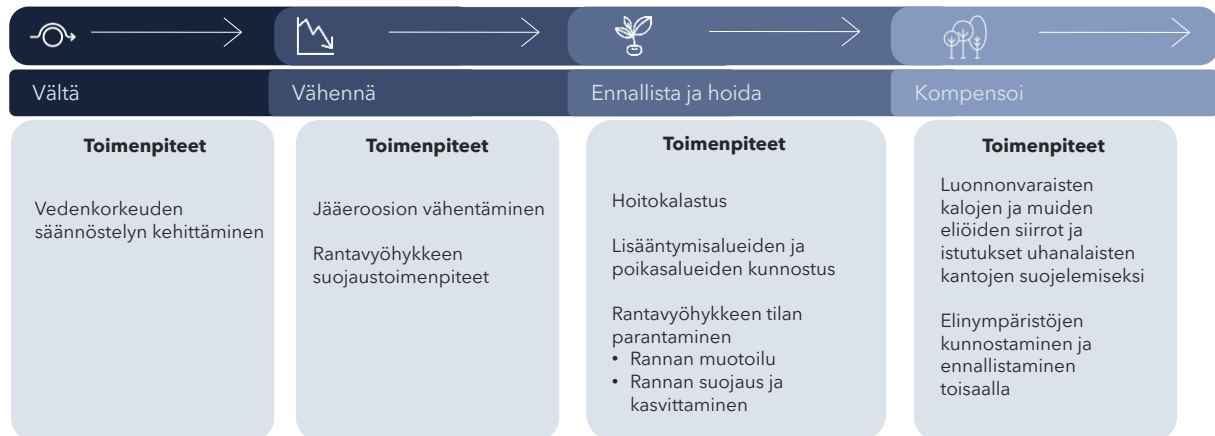 Vältä
Vähennä
Ennallista ja hoida
Kompensoi
Toimenpiteet
Vedenkorkeuden
säännöstelyn kehittäminen
Toimenpiteet
Jääeroosion vähentäminen
Rantavyöhykkeen
suojaustoimenpiteet
Toimenpiteet
Hoitokalastus
Lisääntymisalueiden ja
poikasalueiden kunnostus
Rantavyöhykkeen tilan
parantaminen
• Rannan muotoilu
• Rannan suojaus ja
kasvittaminen
Toimenpiteet
Luonnonvaraisten
kalojen ja muiden
eliöiden siirrot ja
istutukset uhanalaisten
kantojen suojelemiseksi
Elinympäristöjen
kunnostaminen ja
ennallistaminen
toisaalla